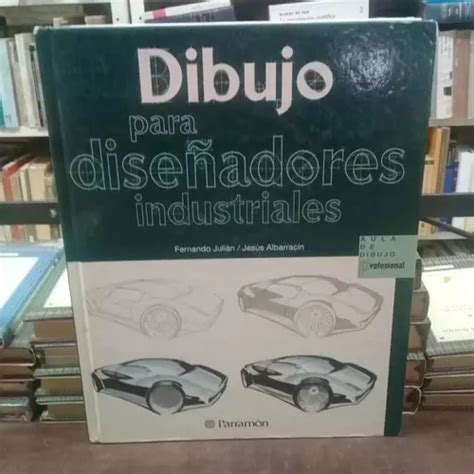 Dibujo
para
diseñadores
industriales
Fernando Julián / Jesús Albarracín
AULA
DE
DIBUJO
Profesional
Parramón